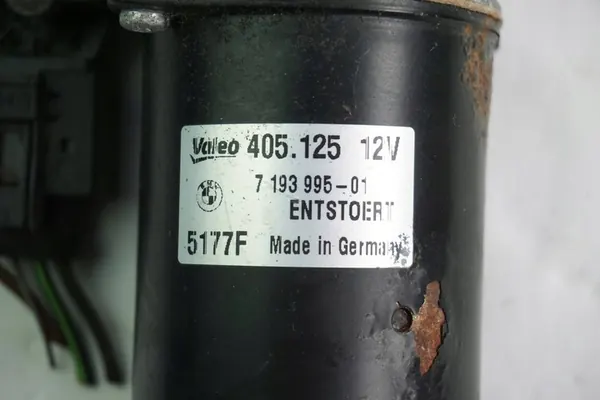 Valeo 405.125 12V
7 193 995-01
ENTSTOERT
5177F Made in Germany